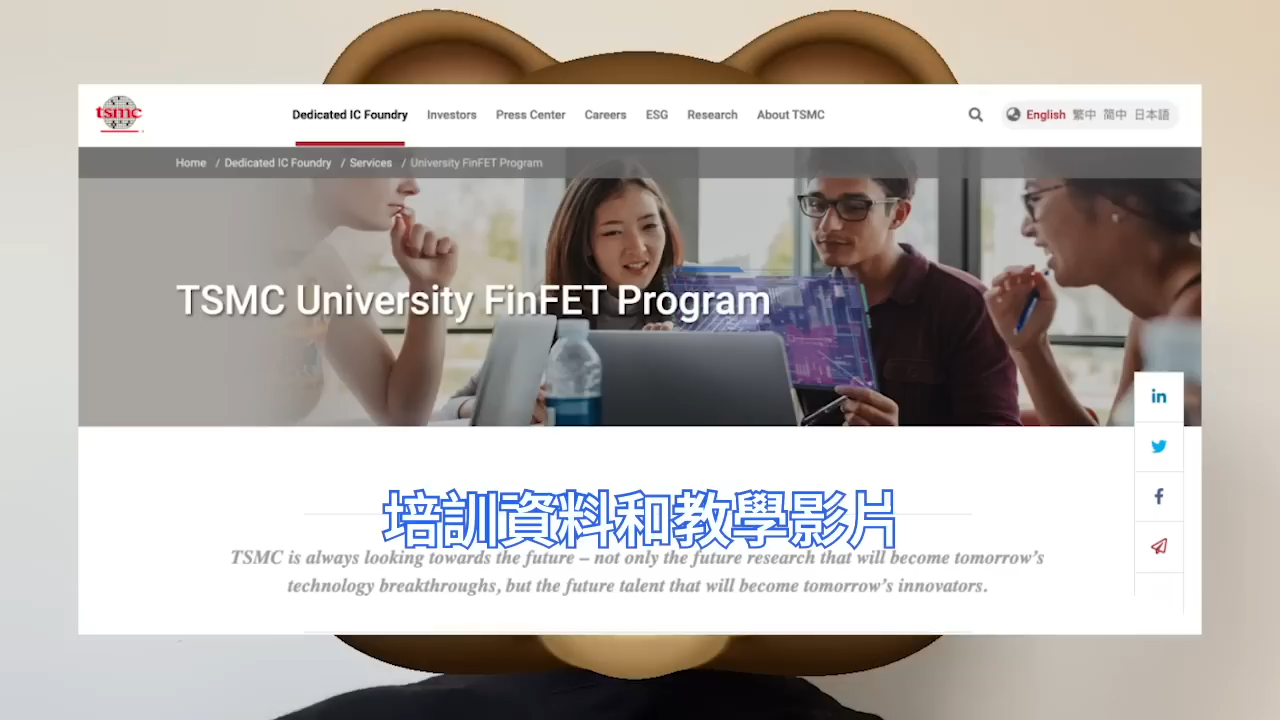 tsmc
Dedicated IC Foundry Investors Press Center Careers ESG Research About TSMC
English 繁中 简中 日本語
Home / Dedicated IC Foundry / Services / University FinFET Program
TSMC University FinFET Program
in
f
培訓資料和教學影片
TSMC is always looking towards the future – not only the future research that will become tomorrow's
technology breakthroughs, but the future talent that will become tomorrow's innovators.